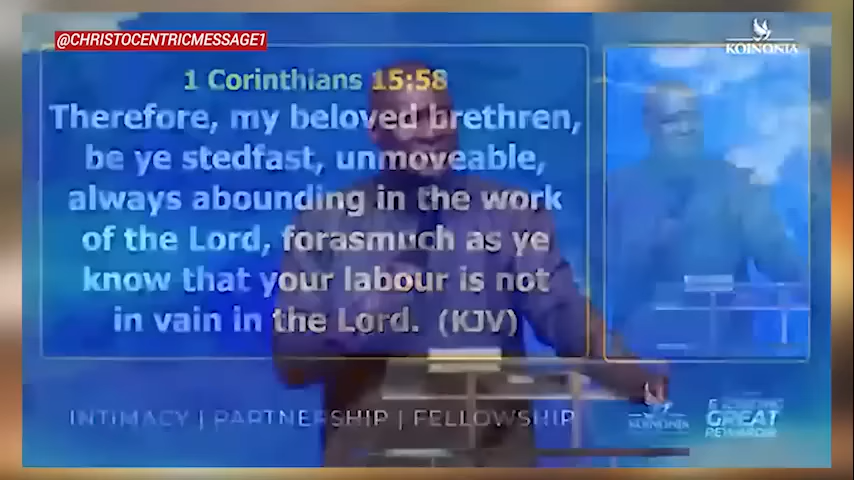 @CHRISTOCENTRICMESSAGE1
KOINONIA
1 Corinthians 15:58
Therefore, my beloved brethren,
be ye stedfast, unmoveable,
always abounding in the work
of the Lord, forasmuch as ye
know that your labour is not
in vain in the Lord. (KJV)
INTIMACY | PARTNERSHIP | FELLOWSHIP
KOINONIA
GREAT